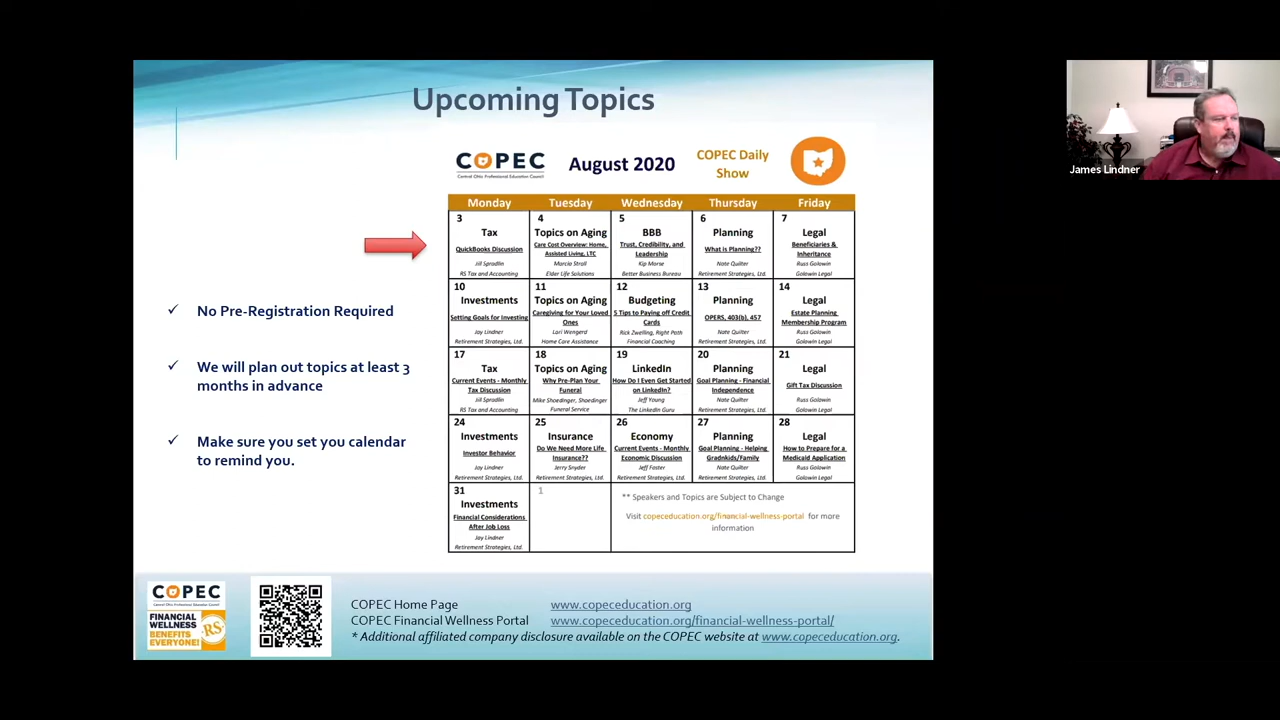 Upcoming Topics
COPEC
Central Ohio Professional Education Council
August 2020
COPEC Daily
Show
Monday Tuesday Wednesday Thursday Friday
3 4 5 6 7
Tax Topics on Aging BBB Planning Legal
QuickBooks Discussion Care Cost Overview: Home, Assisted Living, LTC Trust, Credibility, and Leadership What is Planning?? Beneficiaries & Inheritance
Jill Spradlin Marcia Stroll Kip Morse Nate Quilter Russ Golowin
RS Tax and Accounting Elder Life Solutions Better Business Bureau Retirement Strategies, Ltd. Golowin Legal
10 11 12 13 14
Investments Topics on Aging Budgeting Planning Legal
Setting Goals for Investing Caregiving for Your Loved Ones 5 Tips to Paying off Credit Cards OPERS, 403(b), 457 Estate Planning Membership Program
Jay Lindner Lori Wengerd Rick Zwelling, Right Path Nate Quilter Russ Golowin
Retirement Strategies, Ltd. Home Care Assistance Financial Coaching Retirement Strategies, Ltd. Golowin Legal
17 18 19 20 21
Tax Topics on Aging LinkedIn Planning Legal
Current Events - Monthly Tax Discussion Why Pre-Plan Your Funeral How Do I Even Get Started on LinkedIn? Goal Planning - Financial Independence Gift Tax Discussion
Jill Spradlin Mike Shoedinger, Shoedinger Jeff Young Nate Quilter Russ Golowin
RS Tax and Accounting Funeral Service The LinkedIn Guru Retirement Strategies, Ltd. Golowin Legal
24 25 26 27 28
Investments Insurance Economy Planning Legal
Investor Behavior Do We Need More Life Insurance?? Current Events - Monthly Economic Discussion Goal Planning - Helping Gradnkids/Family How to Prepare for a Medicaid Application
Jay Lindner Jerry Snyder Jeff Foster Nate Quilter Russ Golowin
Retirement Strategies, Ltd. Retirement Strategies, Ltd. Retirement Strategies, Ltd. Retirement Strategies, Ltd. Golowin Legal
31 1
Investments
Financial Considerations
After Job Loss
Jay Lindner
Retirement Strategies, Ltd.
** Speakers and Topics are Subject to Change
Visit copeceducation.org/financial-wellness-portal for more
information
✓ No Pre-Registration Required
✓ We will plan out topics at least 3
months in advance
✓ Make sure you set you calendar
to remind you.
COPEC
Central Ohio Professional Education Council
FINANCIAL
WELLNESS
BENEFITS
EVERYONE!
RS
COPEC Home Page www.copeceducation.org
COPEC Financial Wellness Portal www.copeceducation.org/financial-wellness-portal/
* Additional affiliated company disclosure available on the COPEC website at www.copeceducation.org.
James Lindner